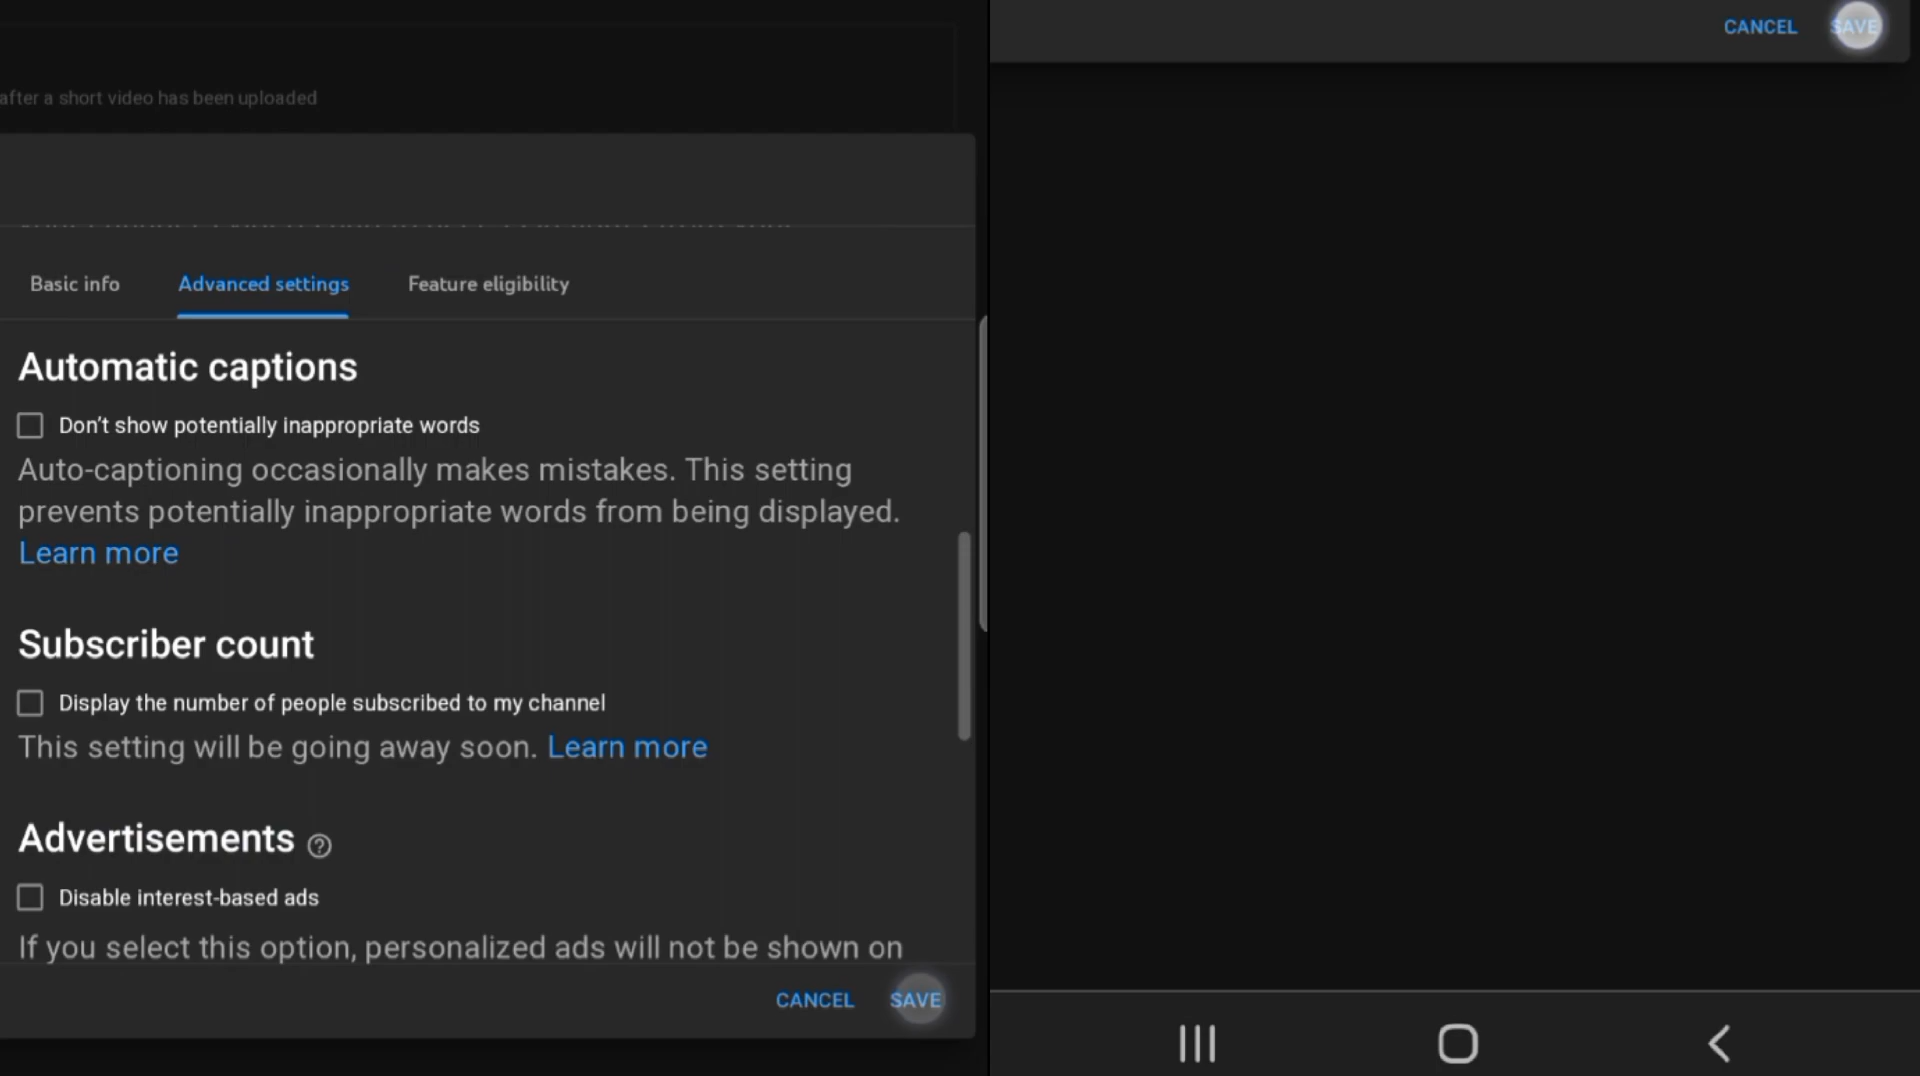 after a short video has been uploaded
Basic info Advanced settings Feature eligibility
Automatic captions
Don't show potentially inappropriate words
Auto-captioning occasionally makes mistakes. This setting
prevents potentially inappropriate words from being displayed.
Learn more
Subscriber count
Display the number of people subscribed to my channel
This setting will be going away soon. Learn more
Advertisements
Disable interest-based ads
If you select this option, personalized ads will not be shown on
CANCEL SAVE
CANCEL SAVE